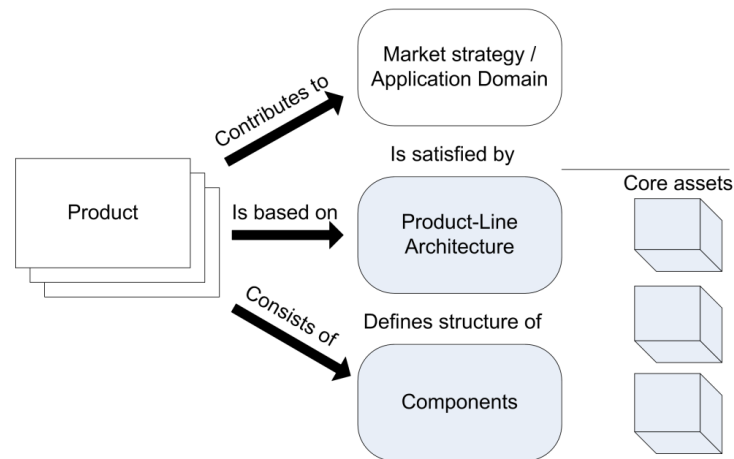 Market strategy /
Application Domain
Contributes to
Is satisfied by
Core assets
Product
Is based on
Product-Line
Architecture
Consists of
Defines structure of
Components